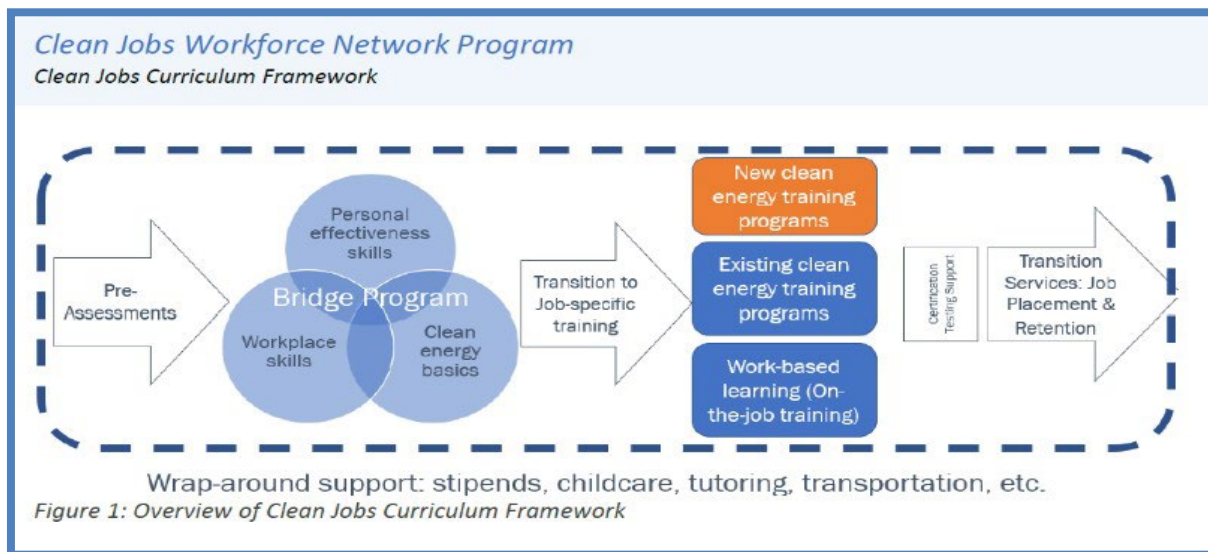 Clean Jobs Workforce Network Program
Clean Jobs Curriculum Framework
Pre-
Assessments
Personal
effectiveness
skills
Bridge Program
Workplace
skills
Clean
energy
basics
Transition to
Job-specific
training
New clean
energy training
programs
Existing clean
energy training
programs
Work-based
learning (On-
the-job training)
Certification
Testing Support
Transition
Services: Job
Placement &
Retention
Wrap-around support: stipends, childcare, tutoring, transportation, etc.
Figure 1: Overview of Clean Jobs Curriculum Framework